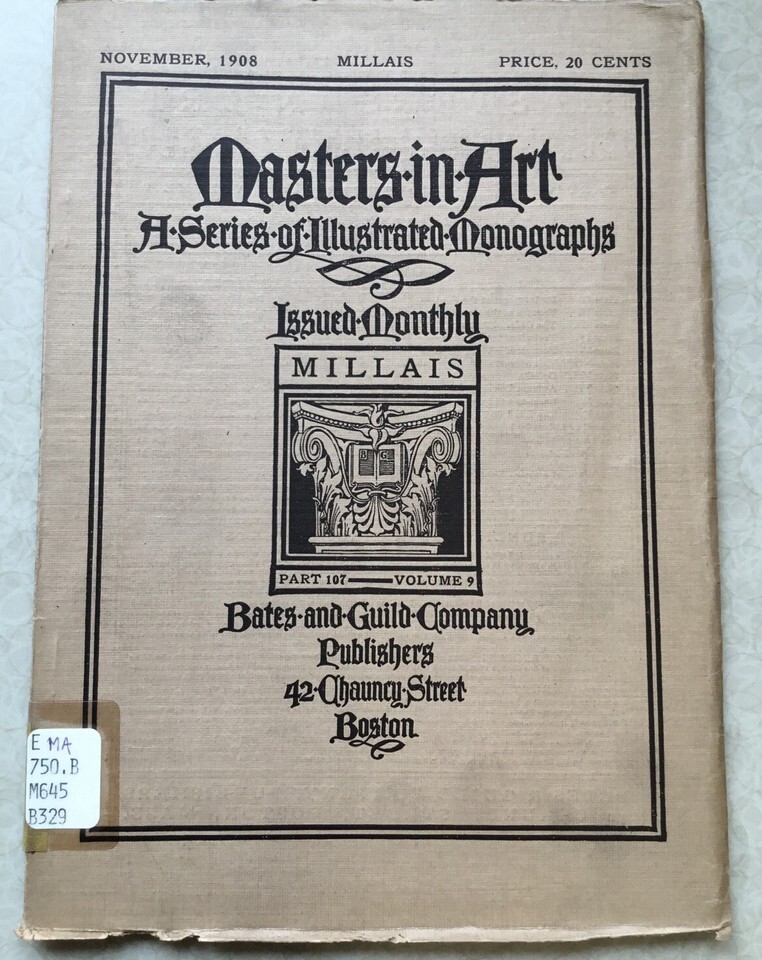 NOVEMBER, 1908 MILLAIS PRICE, 20 CENTS
Masters·in·Art
A·Series·of·Illustrated·Monographs
Issued·Monthly
MILLAIS
B G
PART 107 VOLUME 9
Bates·and·Guild·Company
Publishers
42·Chauncy·Street
Boston
E MA
750.B
M645
B329